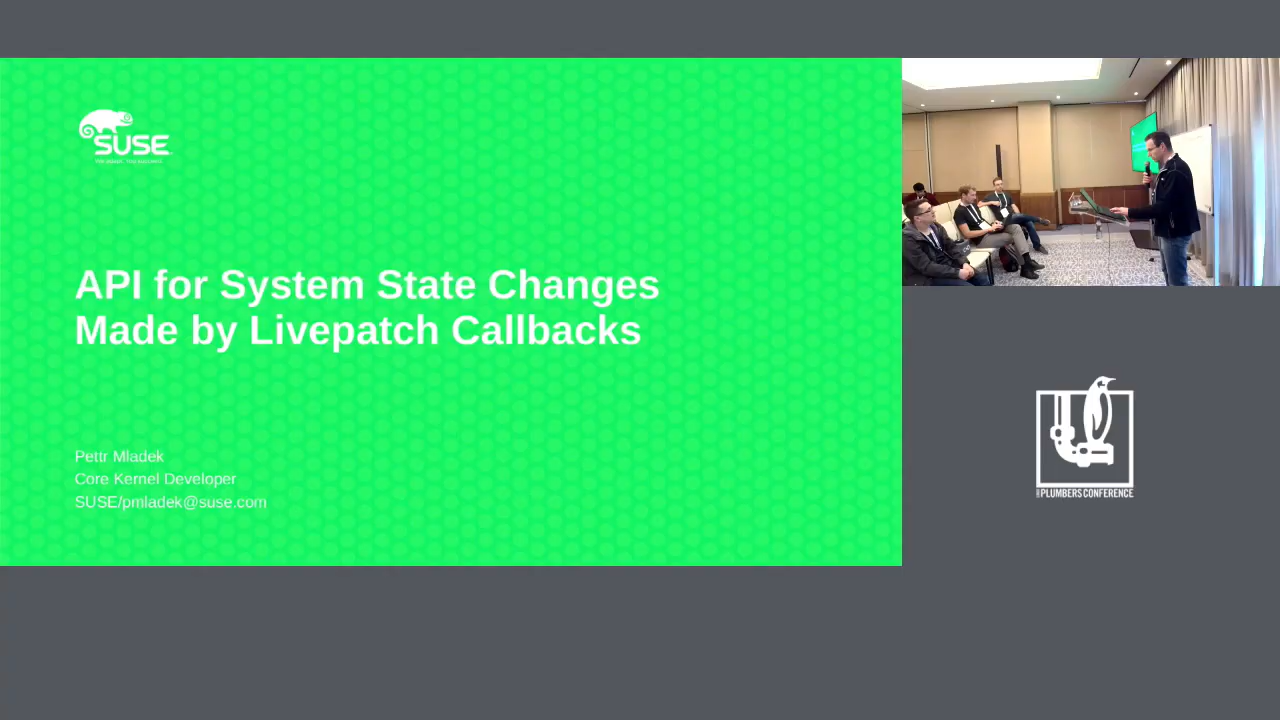 SUSE
API for System State Changes
Made by Livepatch Callbacks
Pettr Mladek
Core Kernel Developer
SUSE/pmladek@suse.com
PLUMBERS CONFERENCE